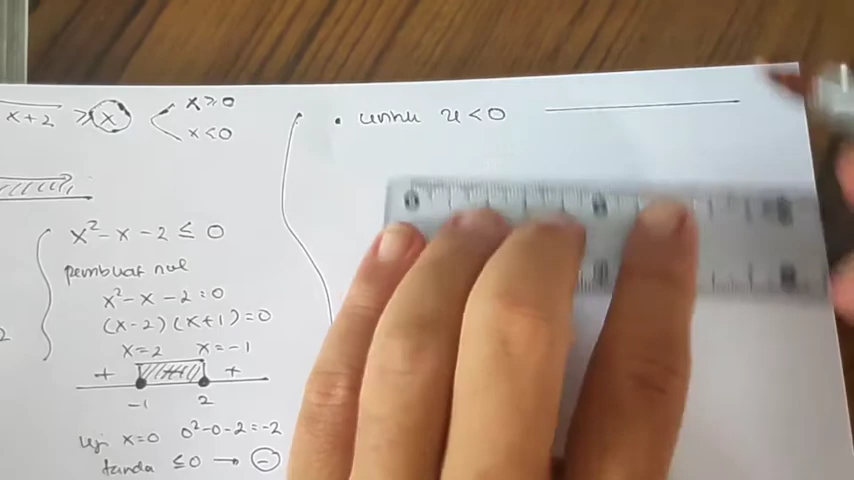 x+2 ≥ x
x ≥ 0
x < 0
x² - x - 2 ≤ 0
pembuat nol
x² - x - 2 = 0
(x-2)(x+1) = 0
x = 2 x = -1
+ +
-1 2
uji x=0 0²-0-2=-2
tanda ≤0 → -
2
• untuk x < 0